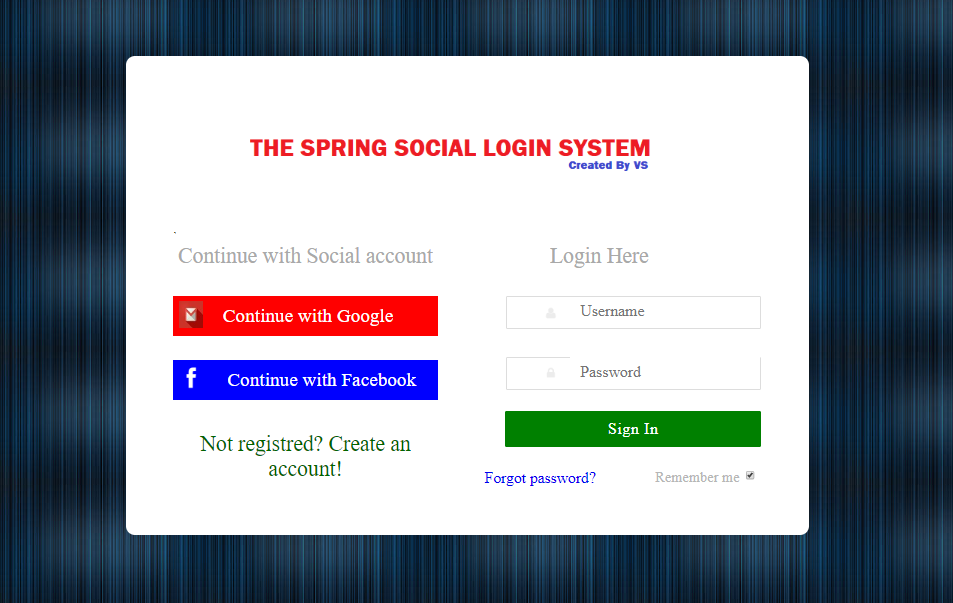 THE SPRING SOCIAL LOGIN SYSTEM
Created By VS
.
Continue with Social account
Continue with Google
Continue with Facebook
Not registred? Create an
account!
Login Here
Username
Password
Sign In
Forgot password?
Remember me